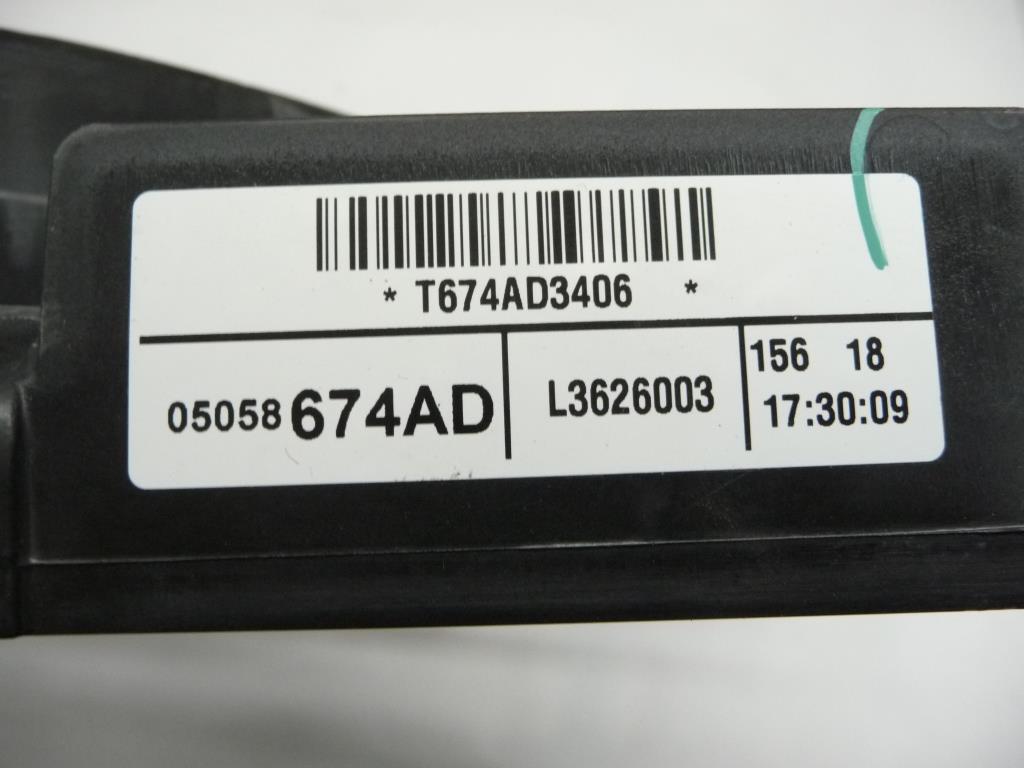 * T674AD3406 *
05058 674AD
L3626003
156 18
17:30:09